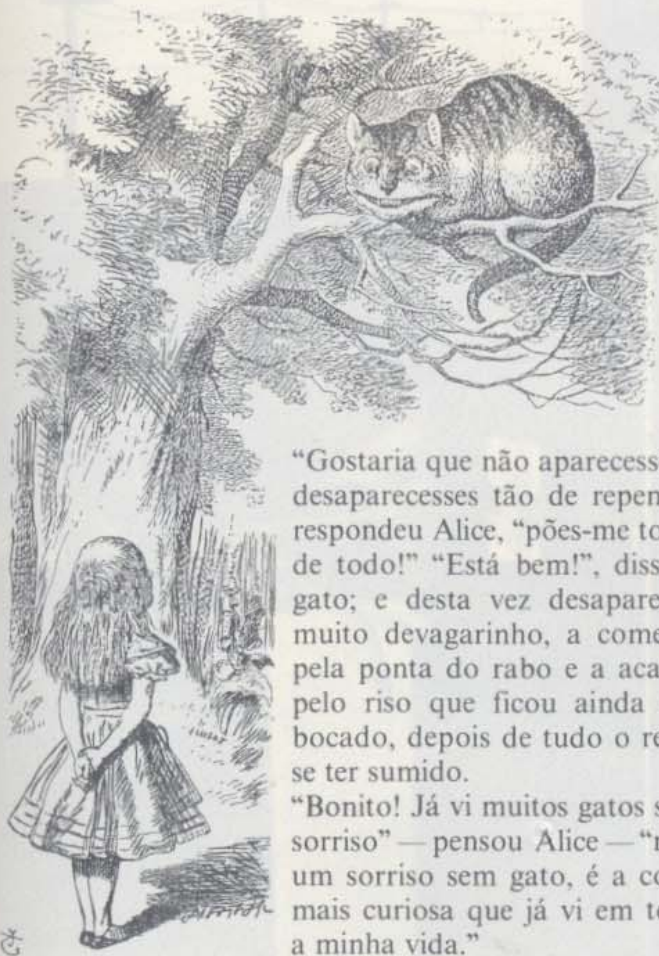 “Gostaria que não aparecess
desaparecesses tão de repen
respondeu Alice, “pões-me to
de todo!” “Está bem!”, diss
gato; e desta vez desapare
muito devagarinho, a come
pela ponta do rabo e a aca
pelo riso que ficou ainda
bocado, depois de tudo o re
se ter sumido.
“Bonito! Já vi muitos gatos s
sorriso” — pensou Alice — “n
um sorriso sem gato, é a co
mais curiosa que já vi em to
a minha vida.”